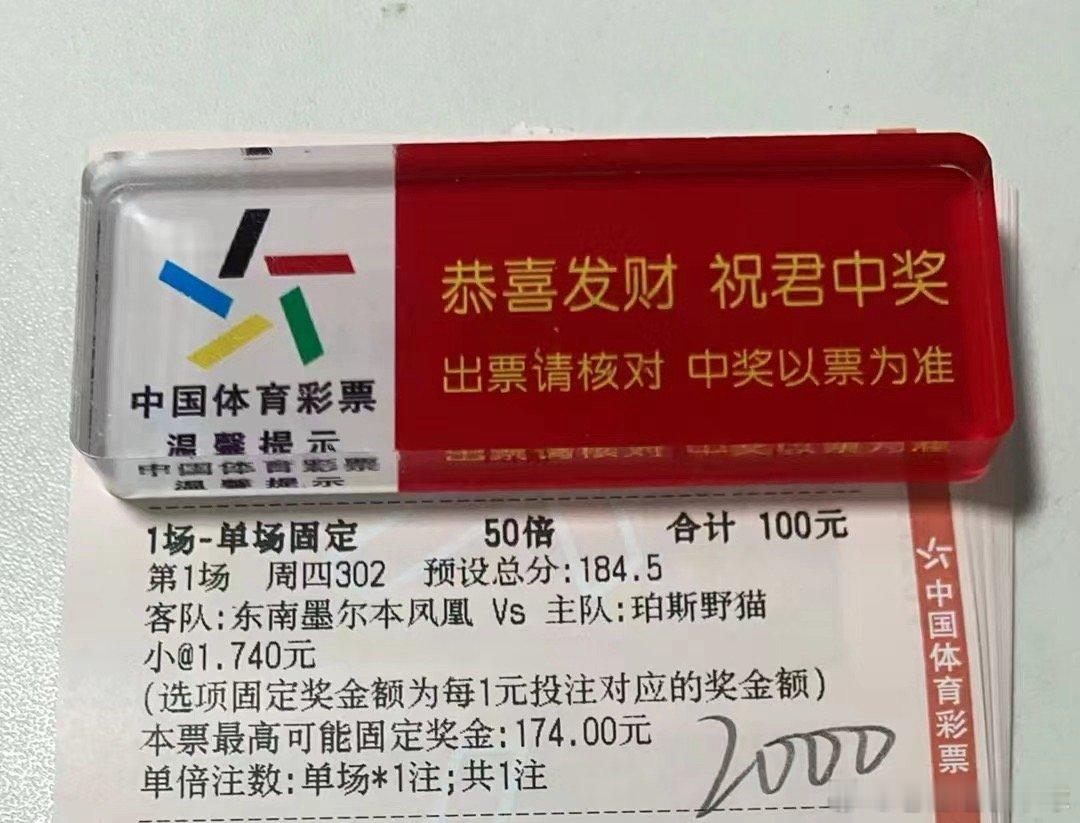 恭喜发财 祝君中奖
出票请核对 中奖以票为准
中国体育彩票
温馨提示
1场-单场固定 50倍 合计 100元
第1场 周四302 预设总分:184.5
客队:东南墨尔本凤凰 Vs 主队:珀斯野猫
小@1.740元
(选项固定奖金额为每1元投注对应的奖金额)
本票最高可能固定奖金:174.00元
单倍注数:单场*1注;共1注
2000
中国体育彩票